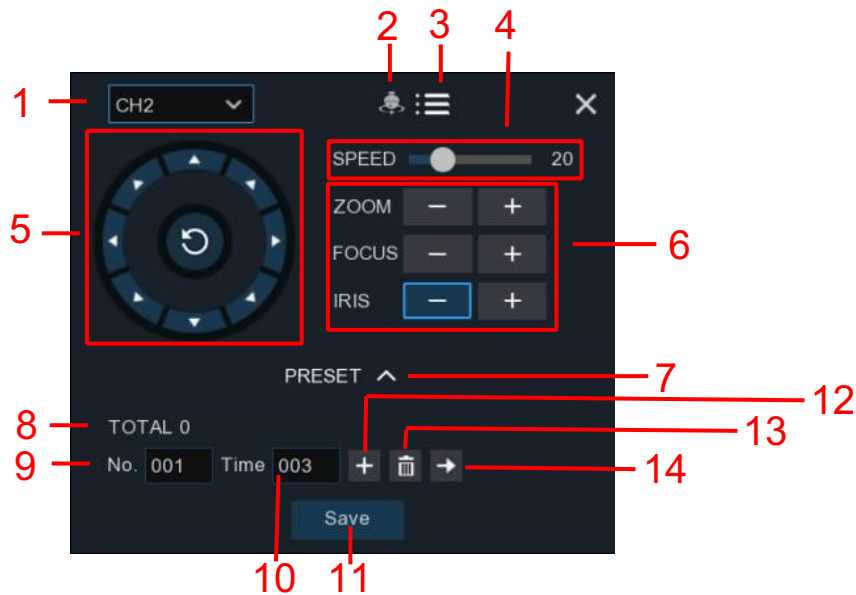 2 3 4
1 CH2
SPEED 20
ZOOM - +
5 FOCUS - + 6
IRIS - +
PRESET 7
12
8 TOTAL 0 13
9 No. 001 Time 003 + 14
Save
10 11